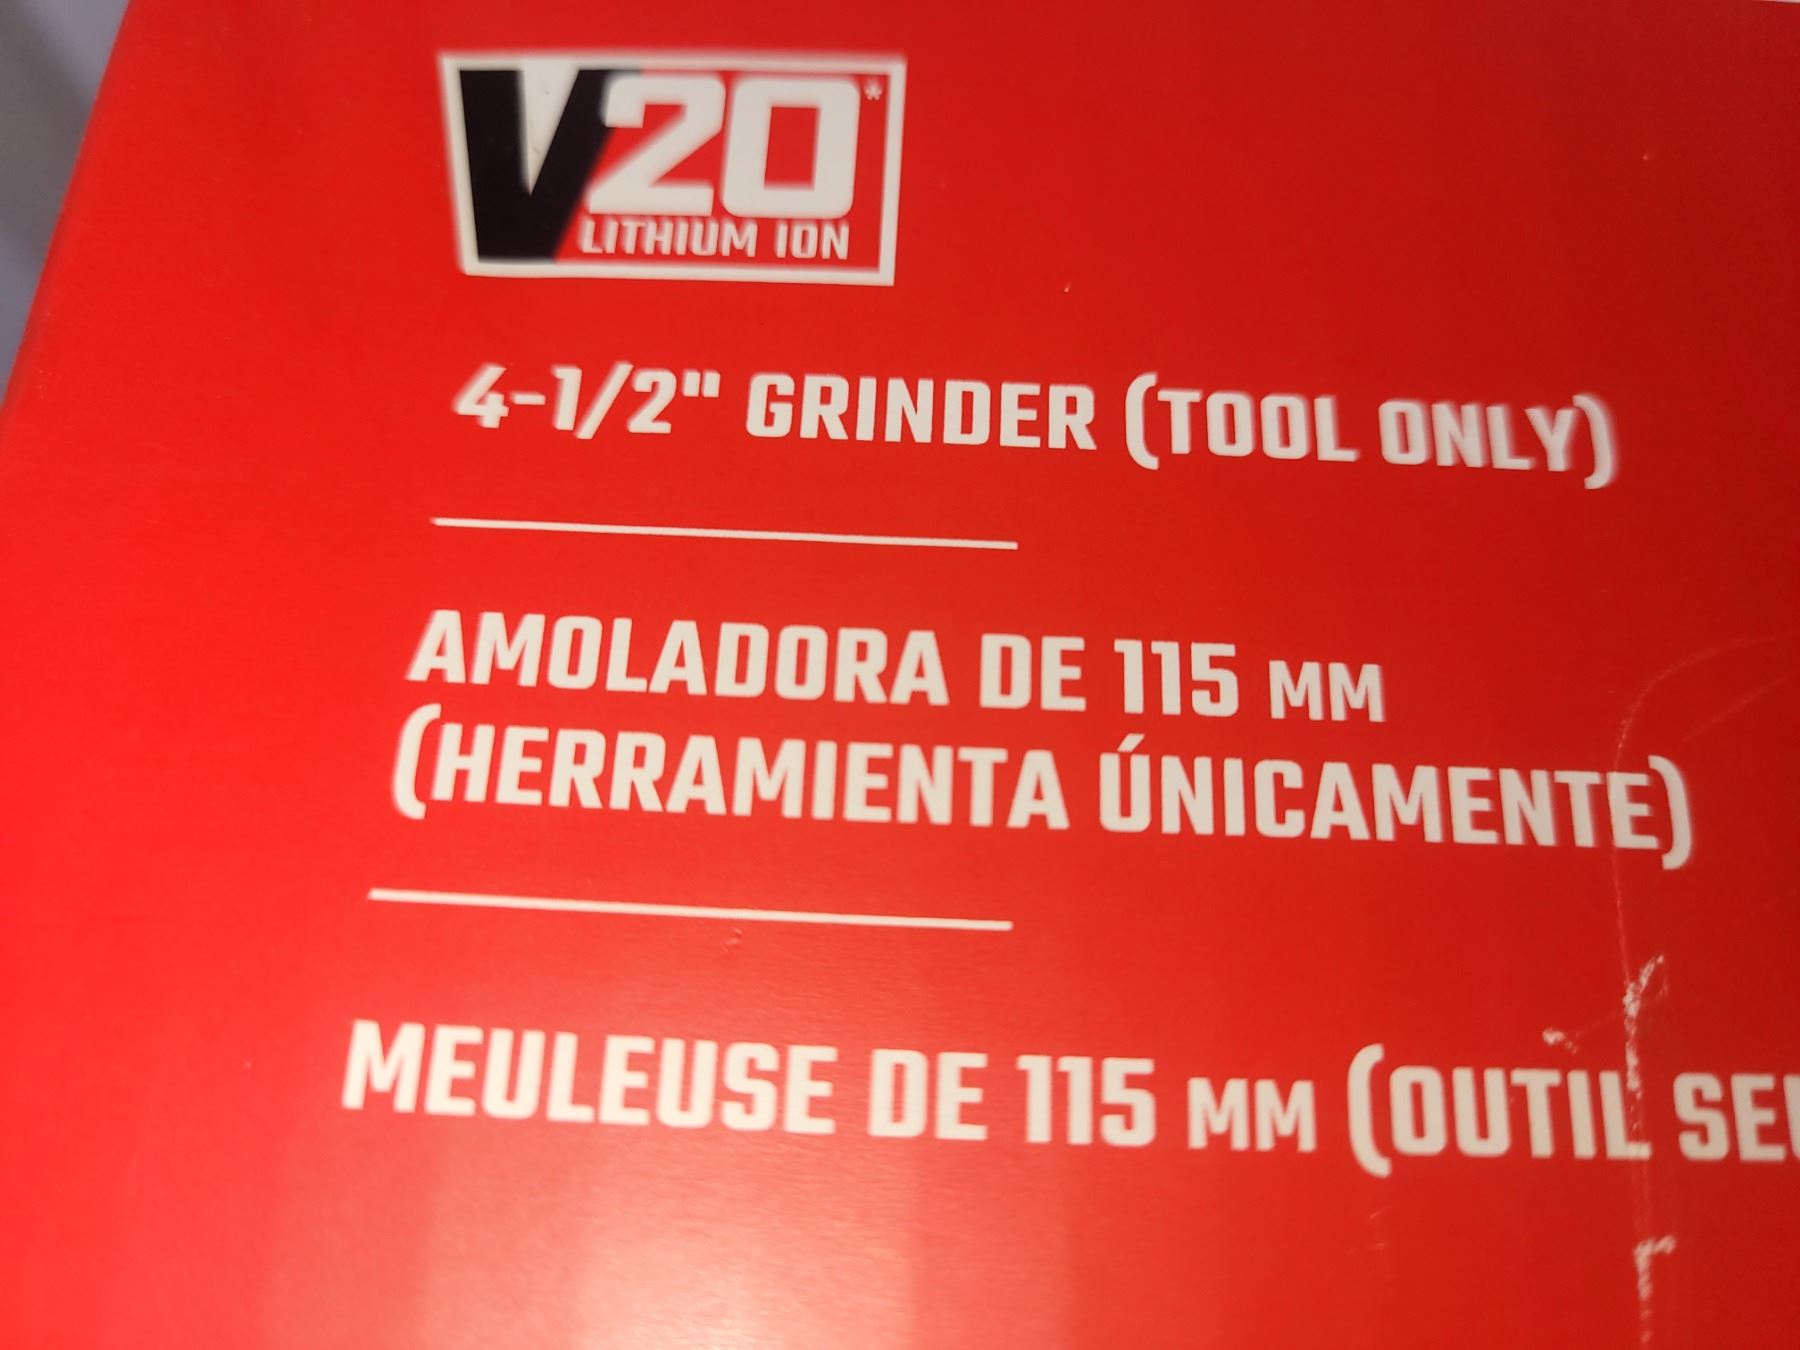 V20*
LITHIUM ION
4-1/2" GRINDER (TOOL ONLY)
AMOLADORA DE 115 MM
(HERRAMIENTA ÚNICAMENTE)
MEULEUSE DE 115 MM (OUTIL